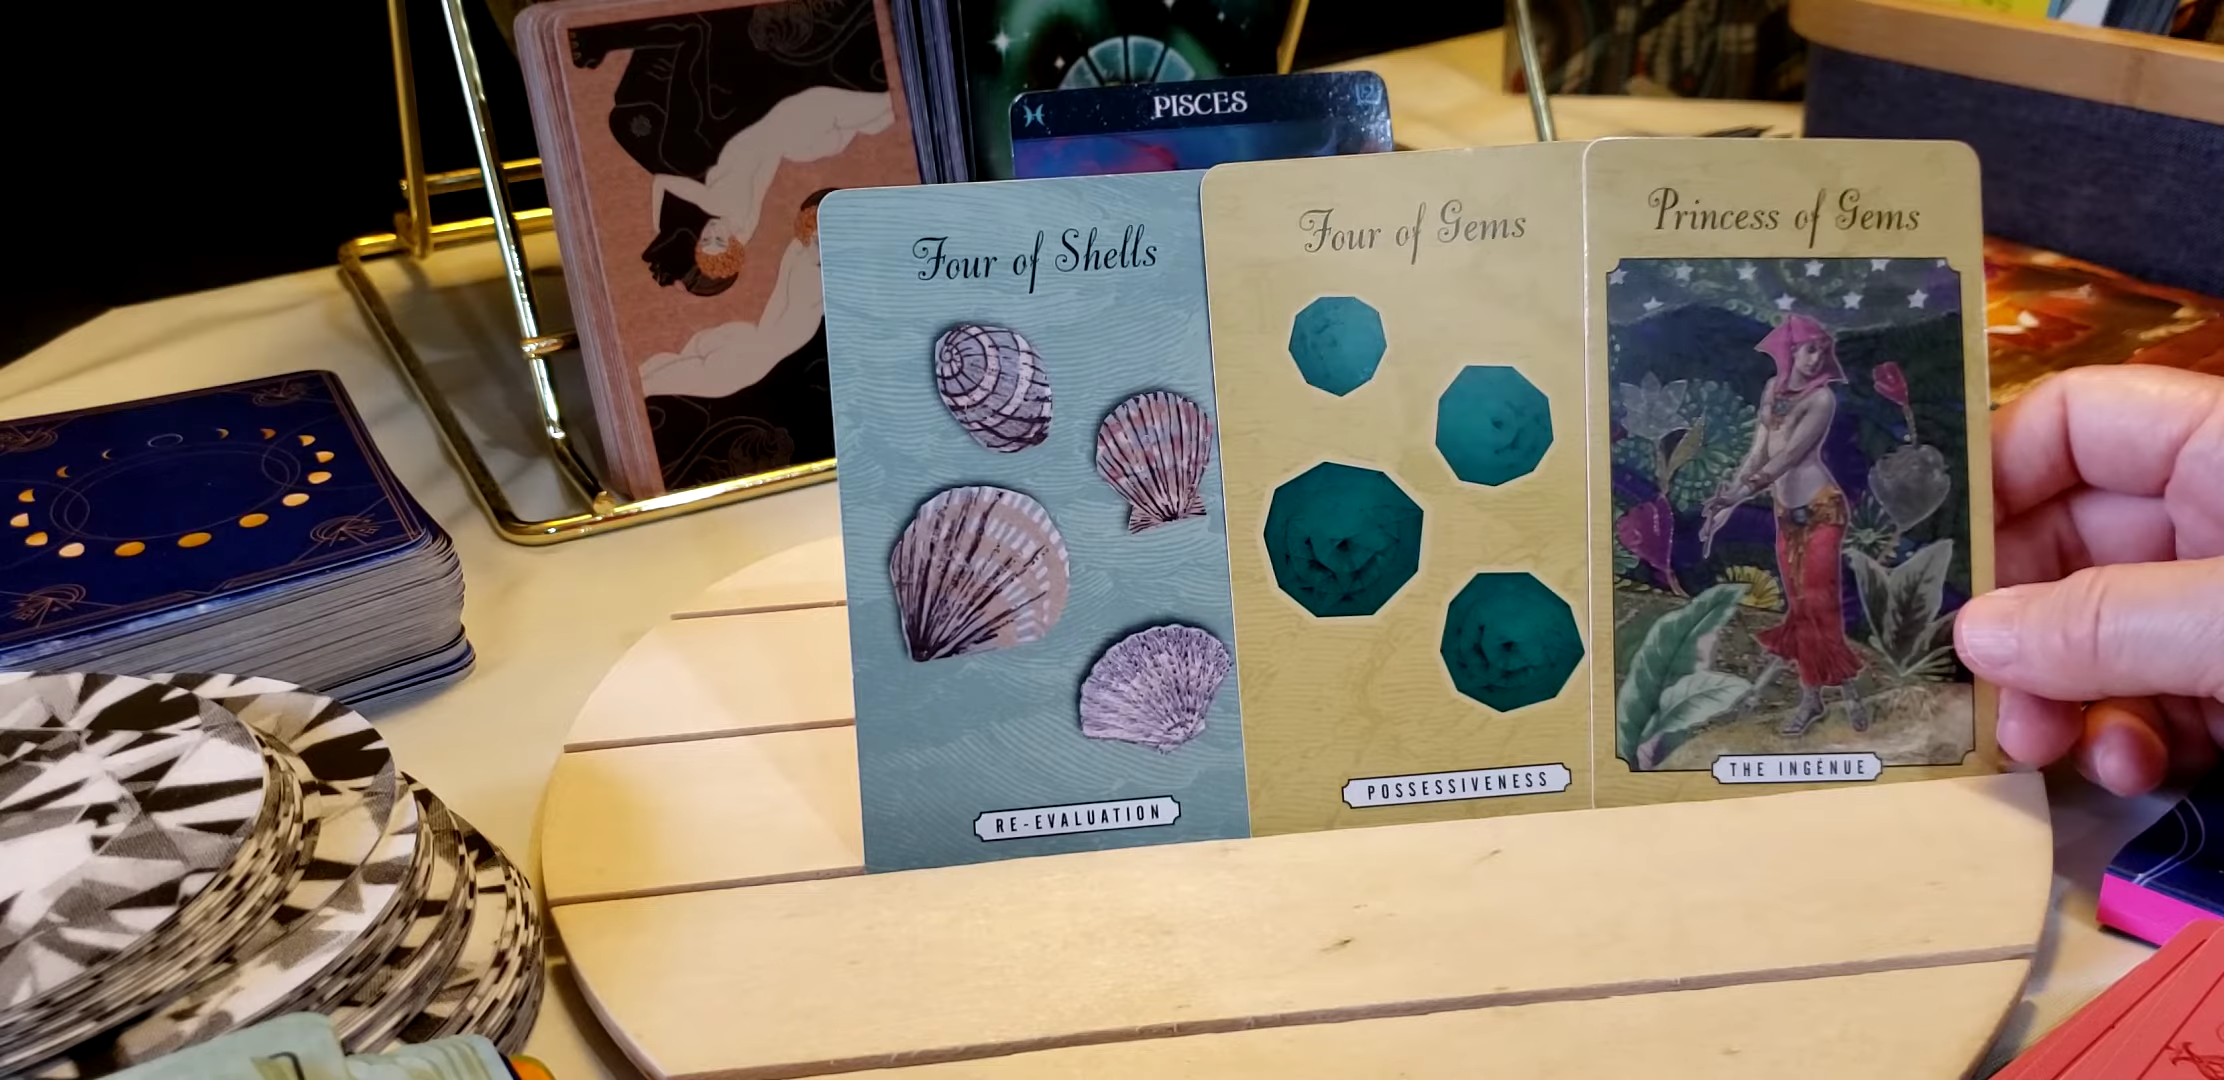 PISCES
Four of Shells
RE-EVALUATION
Four of Gems
POSSESSIVENESS
Princess of Gems
THE INGÉNUE